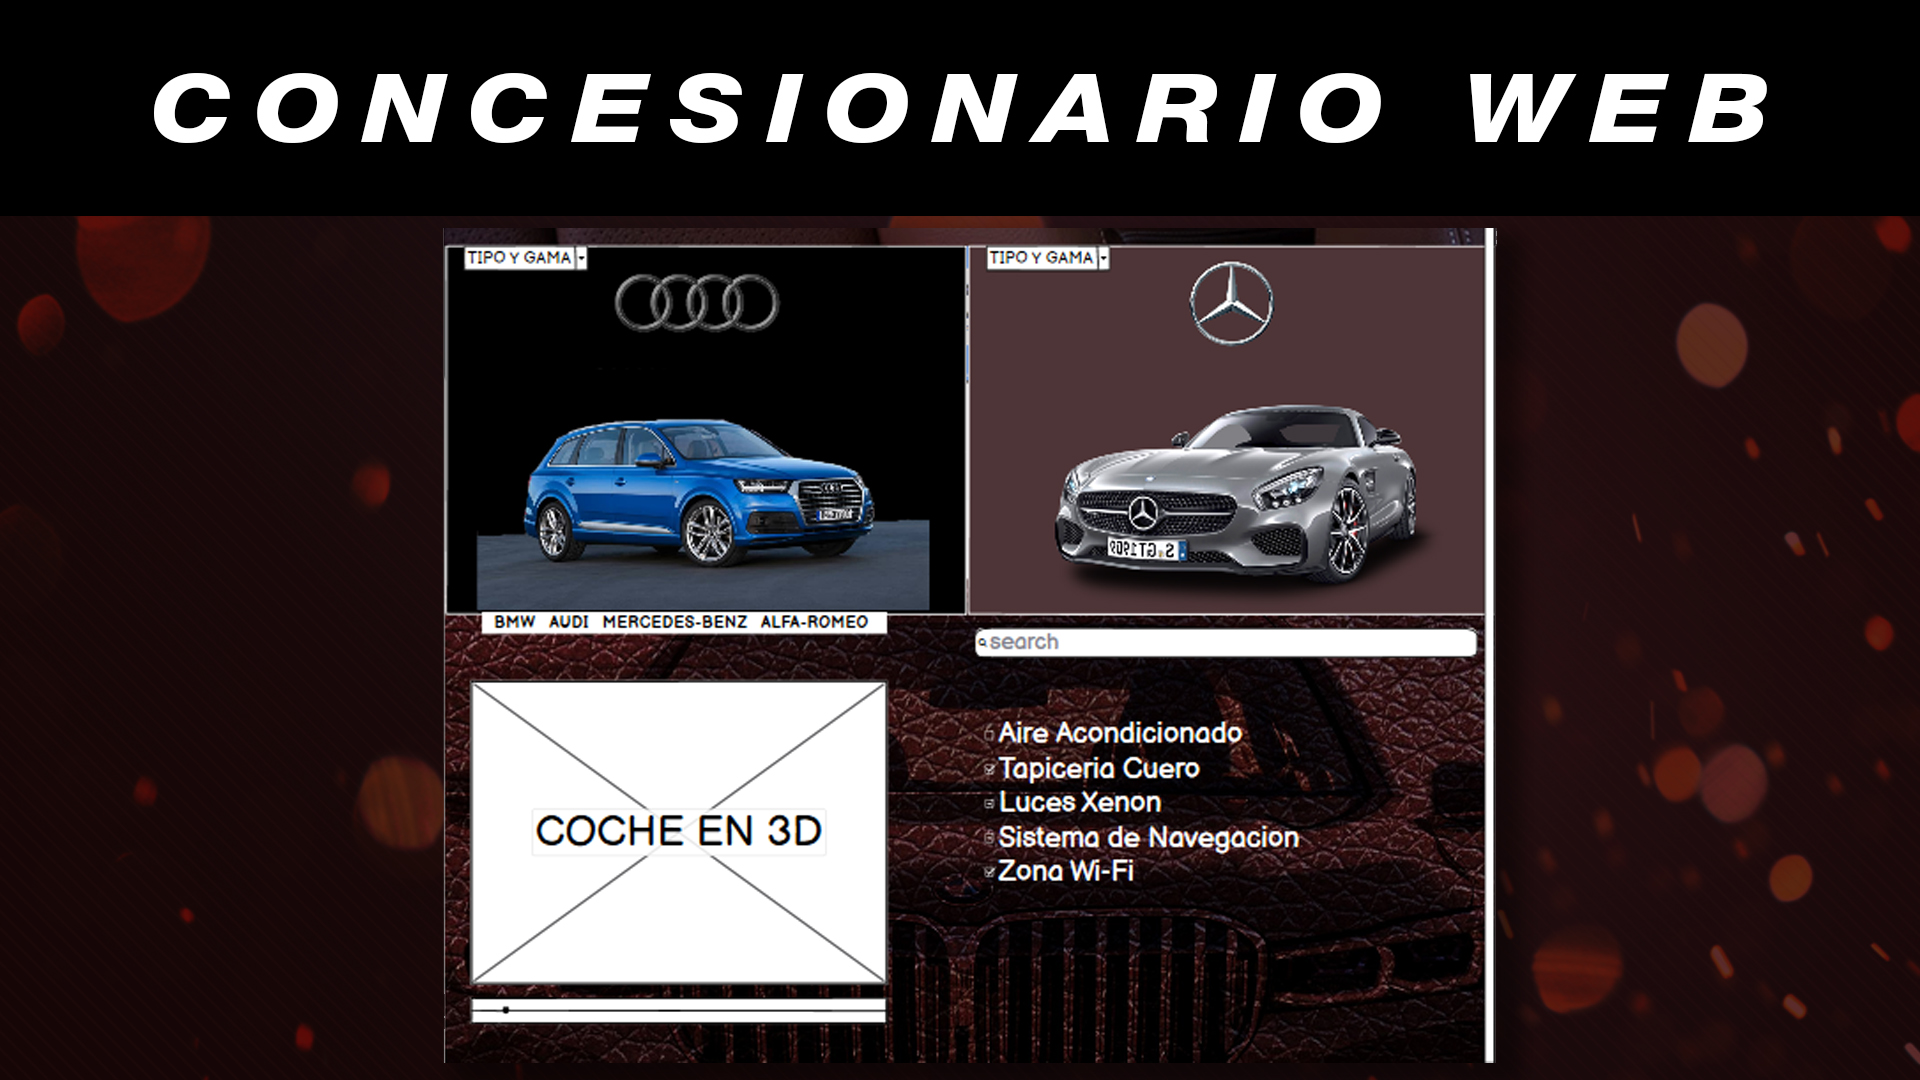 CONCESIONARIO WEB
TIPO Y GAMA
TIPO Y GAMA
S GT1909
BMW AUDI MERCEDES-BENZ ALFA-ROMEO
search
COCHE EN 3D
Aire Acondicionado
Tapiceria Cuero
Luces Xenon
Sistema de Navegacion
Zona Wi-Fi